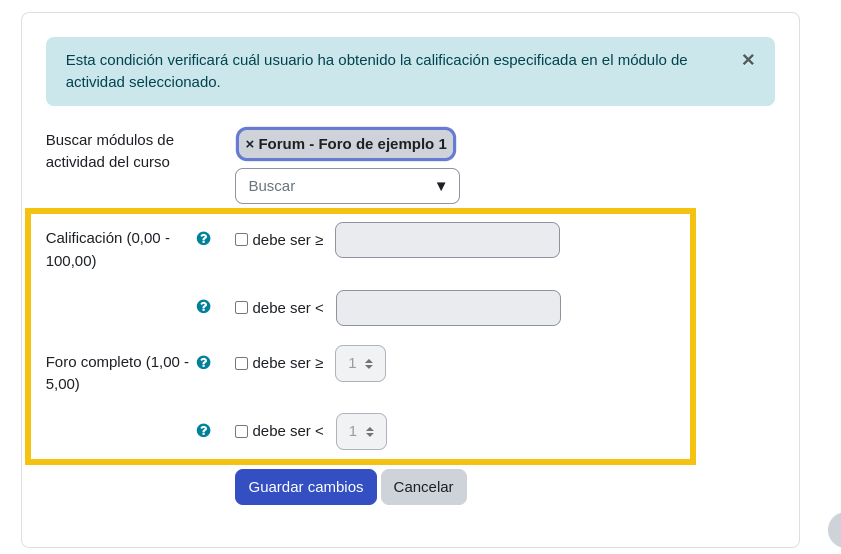 Esta condición verificará cuál usuario ha obtenido la calificación especificada en el módulo de
actividad seleccionado.
×
Buscar módulos de
actividad del curso
× Forum - Foro de ejemplo 1
Buscar ▼
Calificación (0,00 -
100,00)
debe ser ≥
debe ser <
Foro completo (1,00 -
5,00)
debe ser ≥ 1
debe ser < 1
Guardar cambios Cancelar